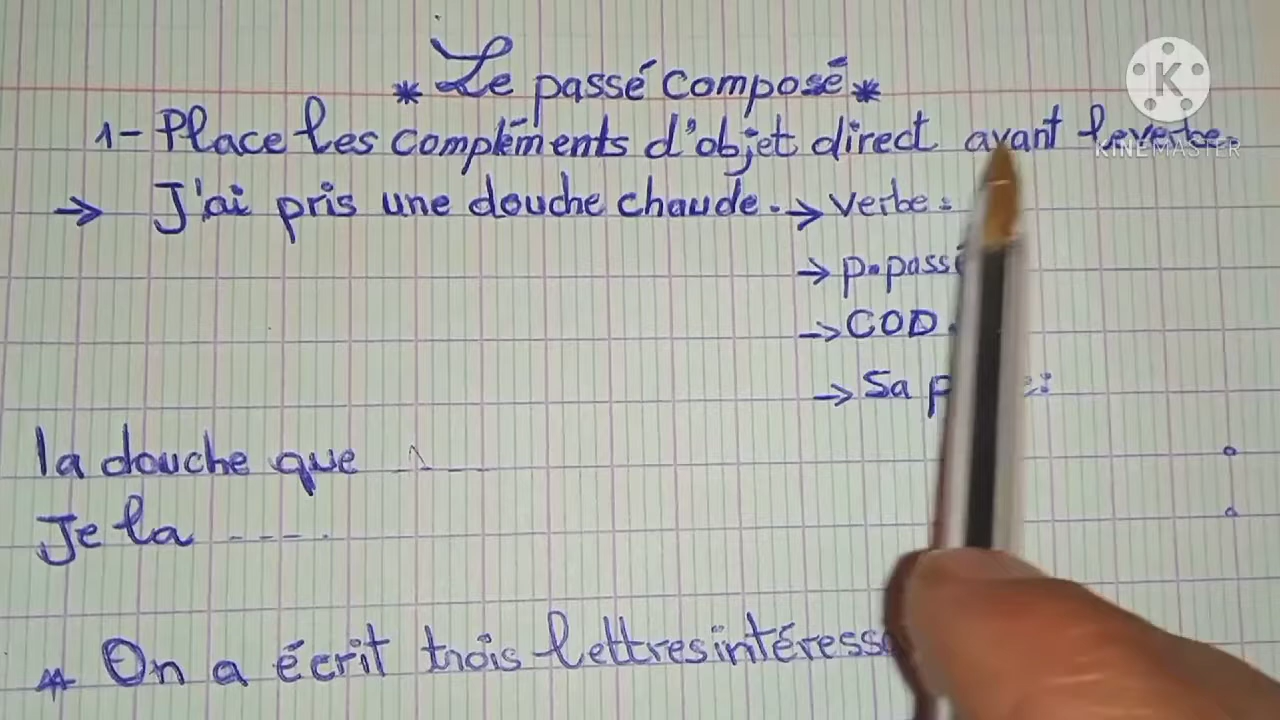 * Le passé composé *
1- Place les compléments d'objet direct avant le verbe.
→ J'ai pris une douche chaude. → verbe :
→ p.passé
→ COD
→ Sa
la douche que
Je la ----.
* On a écrit trois lettres
K
KINEMASTER